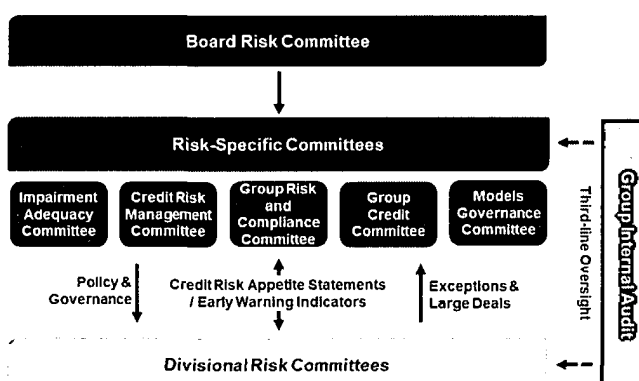 Board Risk Committee
Risk-Specific Committees
Impairment
Adequacy
Committee
Credit Risk
Management
Committee
Group Risk
and
Compliance
Committee
Group
Credit
Committee
Models
Governance
Committee
Policy &
Governance
Credit Risk Appetite Statements
/ Early Warning Indicators
Exceptions &
Large Deals
Divisional Risk Committees
Third-line Oversight
Group Internal Audit